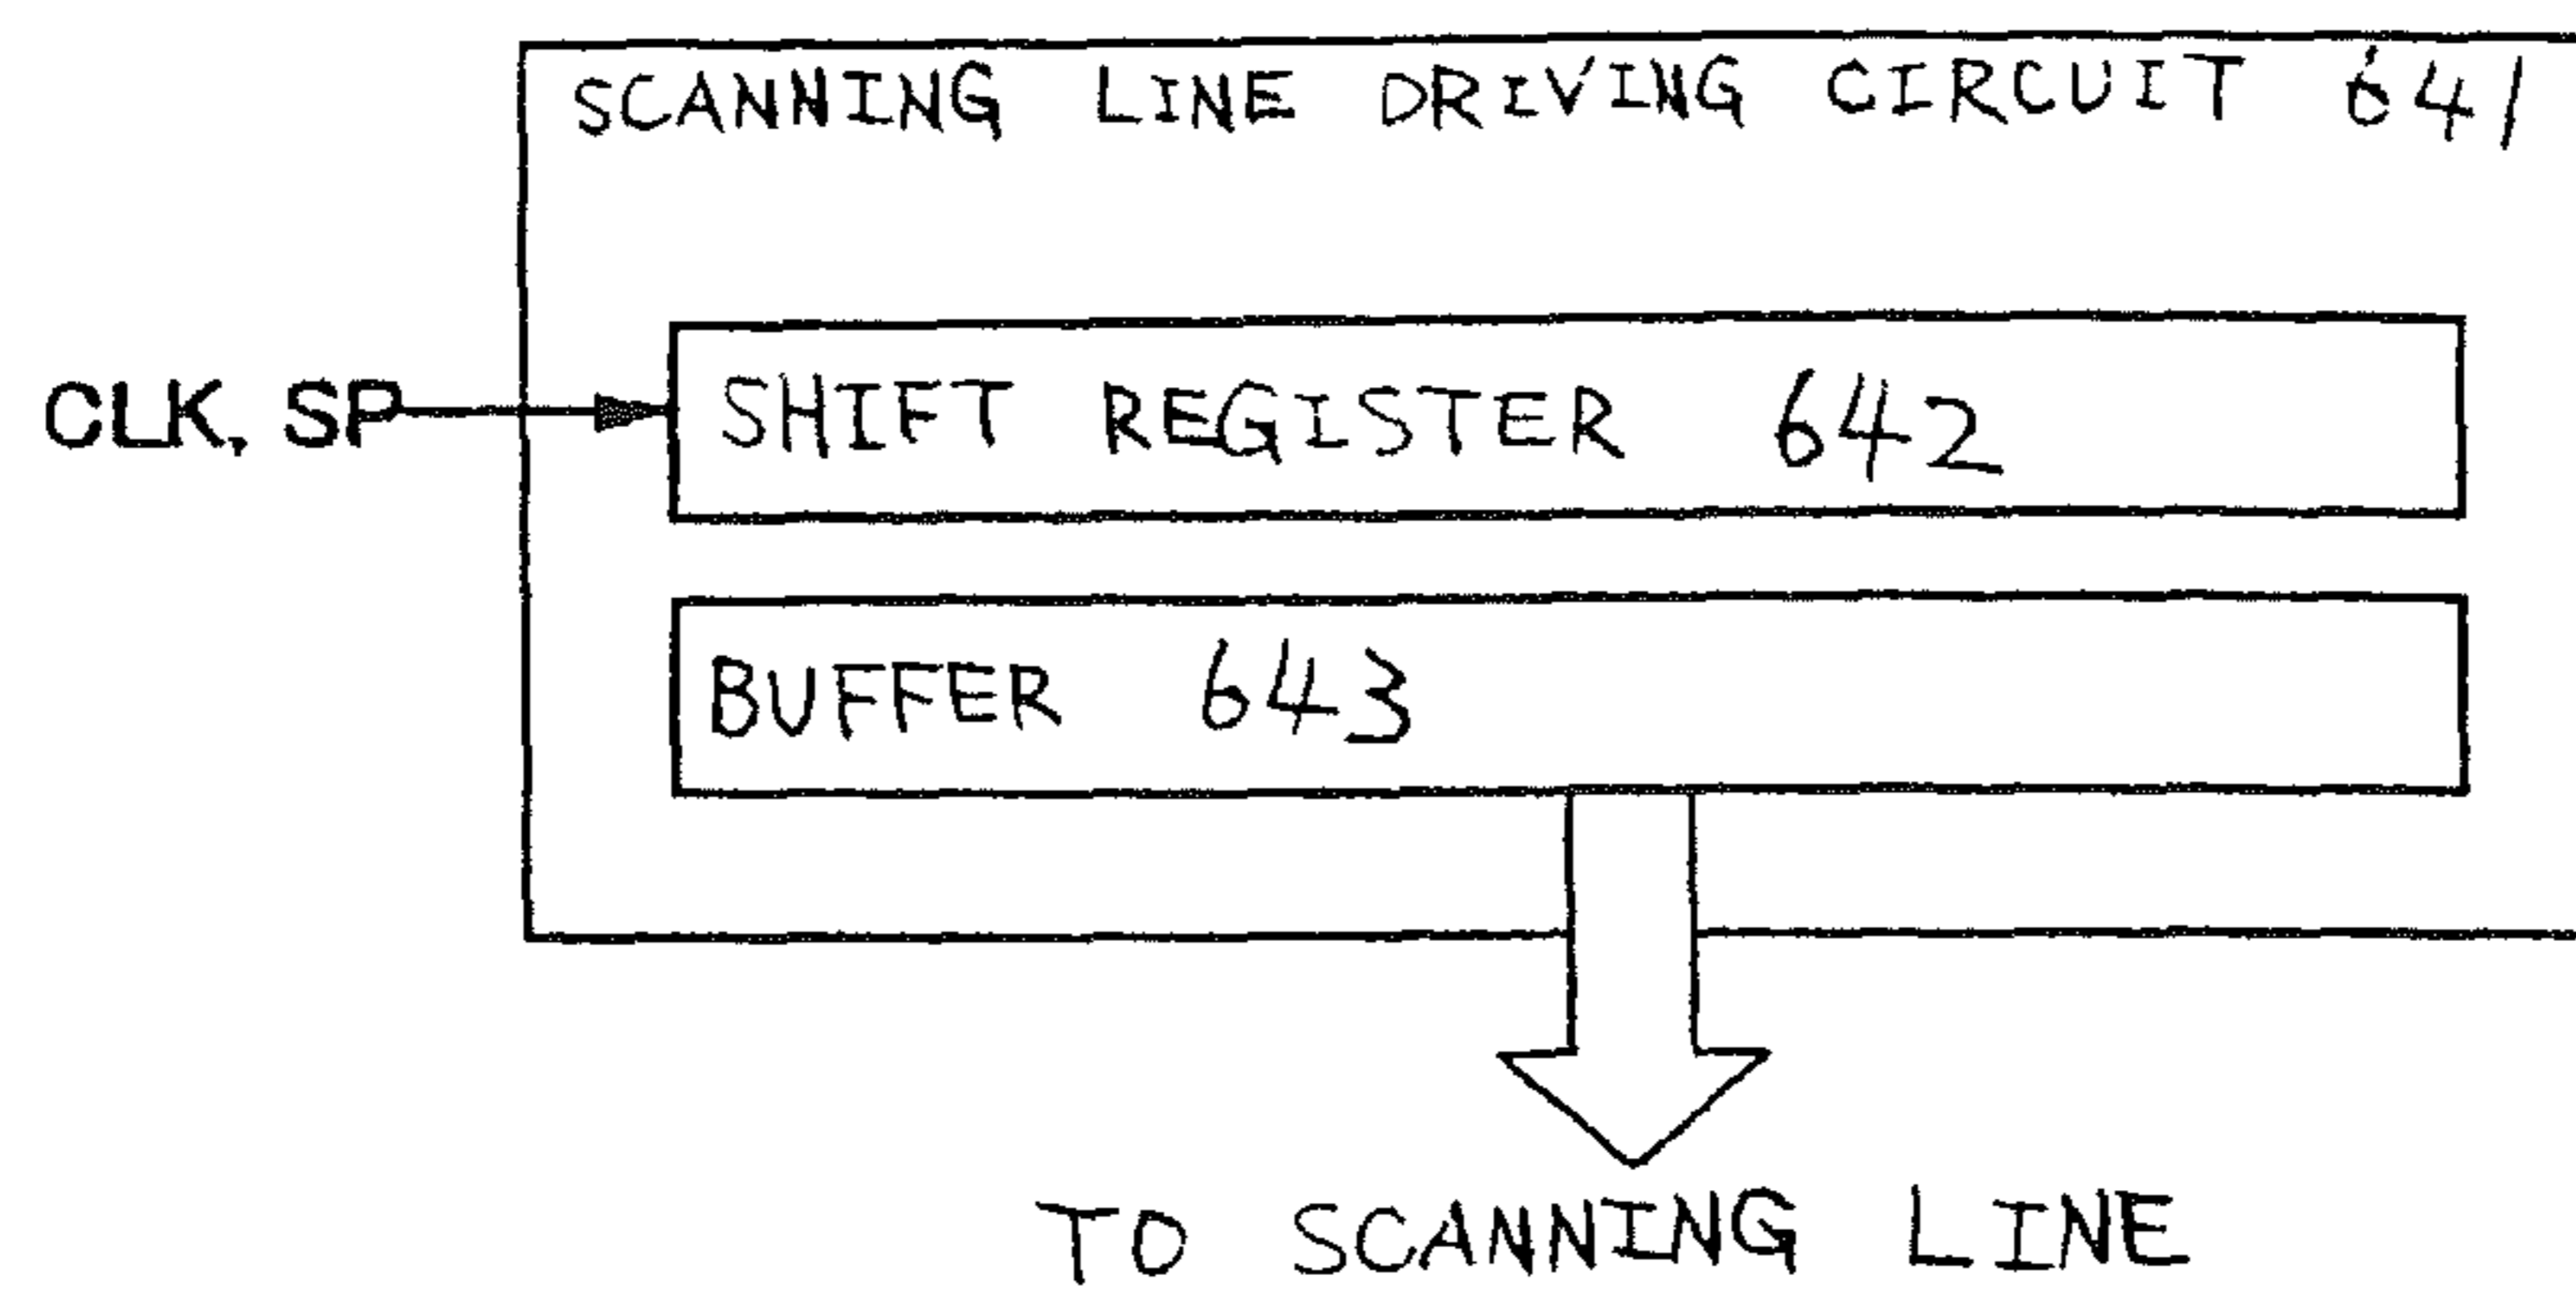 SCANNING LINE DRIVING CIRCUIT 641
CLK, SP
SHIFT REGISTER 642
BUFFER 643
TO SCANNING LINE